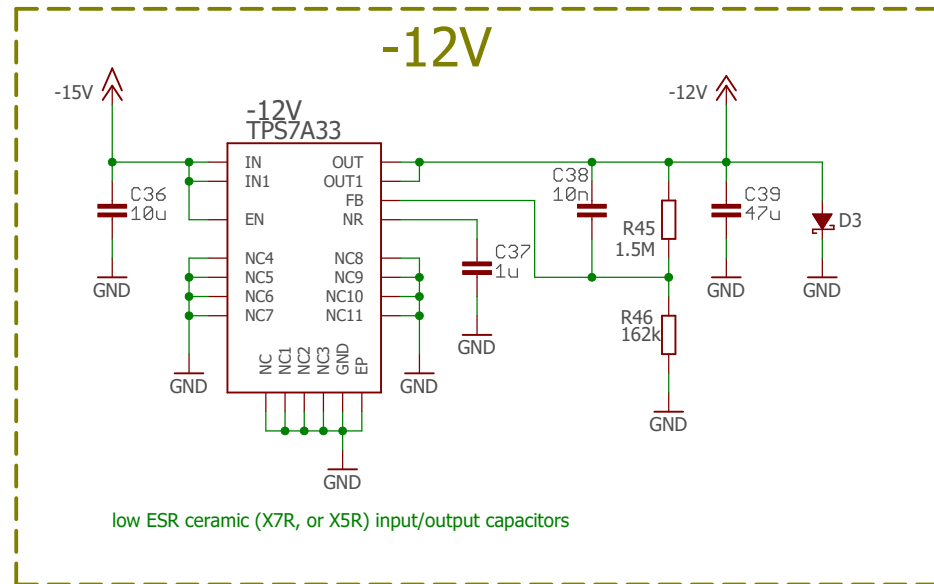 -12V
-15V
-12V
-12V
TPS7A33
IN
IN1
EN
NC4
NC5
NC6
NC7
OUT
OUT1
FB
NR
NC8
NC9
NC10
NC11
NC
NC1
NC2
NC3
GND
EP
C36
10u
GND
GND
GND
GND
C37
1u
GND
C38
10n
R45
1.5M
R46
162k
GND
C39
47u
GND
D3
GND
low ESR ceramic (X7R, or X5R) input/output capacitors